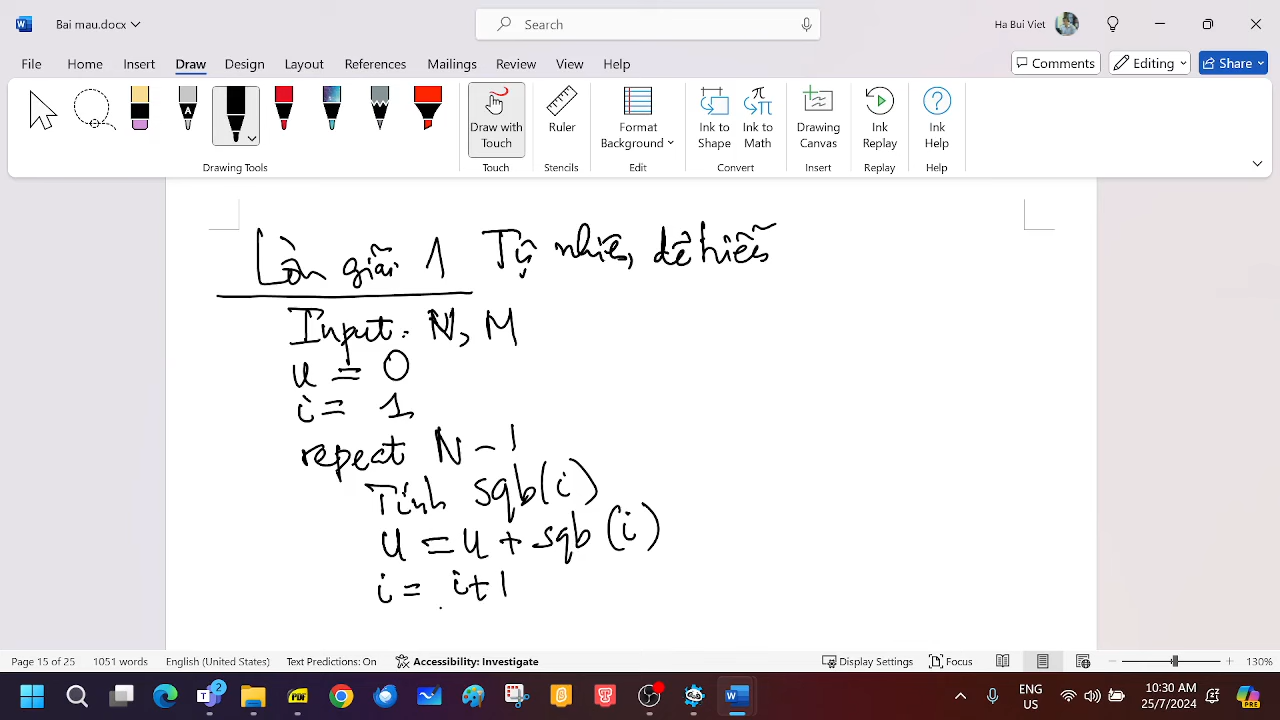 Bai mau.docx
Search
Ha Bui Viet
File Home Insert Draw Design Layout References Mailings Review View Help
Comments
Editing
Share
Draw with Touch
Ruler
Format Background
Ink to Shape
Ink to Math
Drawing Canvas
Ink Replay
Ink Help
Drawing Tools
Touch
Stencils
Edit
Convert
Insert
Replay
Help
giải 1 Tự nhiê, dễ hiễu
Input: N, M
u = 0
i = 1
repeat N - 1
Tính sqb(i)
u = u + sqb(i)
i = i+1
Page 15 of 25
1051 words
English (United States)
Text Predictions: On
Accessibility: Investigate
Display Settings
Focus
130%
2
ENG
US
10:30 AM
25/7/2024